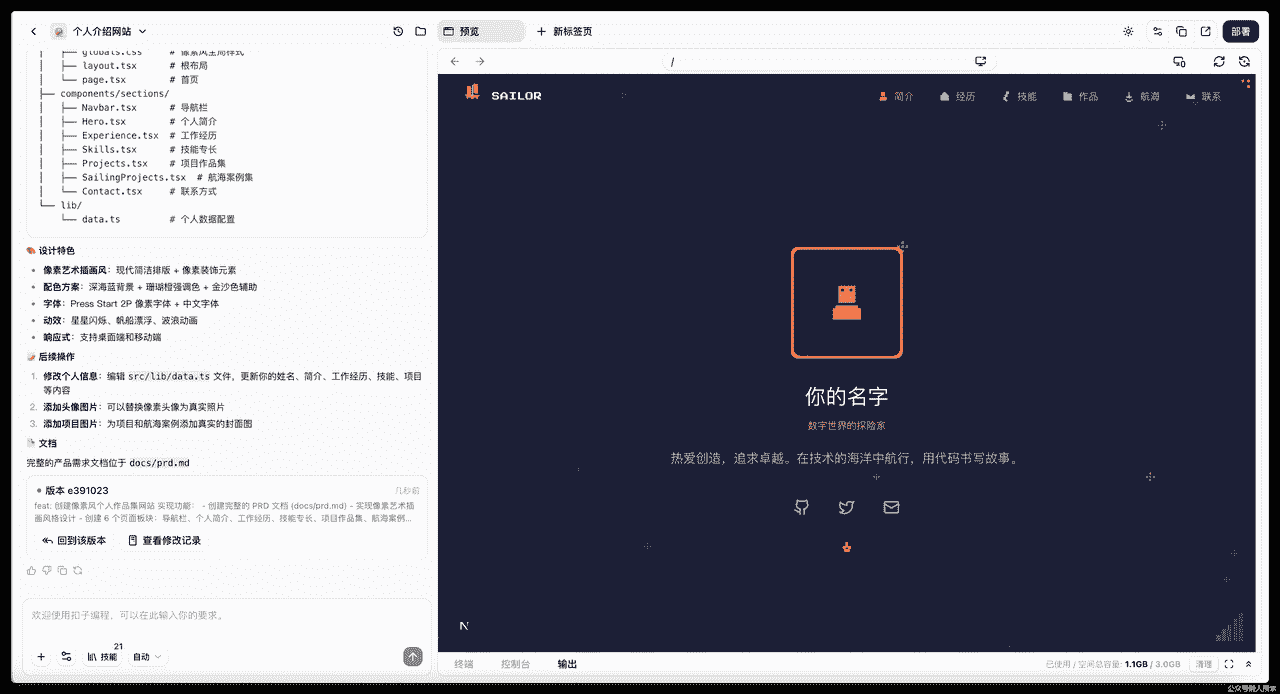 个人介绍网站
预览
新标签页
部署
│ ├── globals.css # 像素风全局样式
│ ├── layout.tsx # 根布局
│ └── page.tsx # 首页
├── components/sections/
│ ├── Navbar.tsx # 导航栏
│ ├── Hero.tsx # 个人简介
│ ├── Experience.tsx # 工作经历
│ ├── Skills.tsx # 技能专长
│ ├── Projects.tsx # 项目作品集
│ ├── SailingProjects.tsx # 航海案例集
│ └── Contact.tsx # 联系方式
└── lib/
└── data.ts # 个人数据配置
设计特色
• 像素艺术插画风：现代简洁排版 + 像素装饰元素
• 配色方案：深海蓝背景 + 珊瑚橙强调色 + 金沙色辅助
• 字体：Press Start 2P 像素字体 + 中文字体
• 动效：星星闪烁、帆船漂浮、波浪动画
• 响应式：支持桌面端和移动端
后续操作
1. 修改个人信息：编辑 src/lib/data.ts 文件，更新你的姓名、简介、工作经历、技能、项目
等内容
2. 添加头像图片：可以替换像素头像为真实照片
3. 添加项目图片：为项目和航海案例添加真实的封面图
文档
完整的产品需求文档位于 docs/prd.md
版本 e391023
几秒前
feat: 创建像素风个人作品集网站 实现功能： - 创建完整的 PRD 文档 (docs/prd.md) - 实现像素艺术插
画风格设计 - 创建 6 个页面板块：导航栏、个人简介、工作经历、技能专长、项目作品集、航海案例...
回到该版本
查看修改记录
欢迎使用扣子编程，可以在此输入你的要求。
21
技能
自动
/
SAILOR
简介
经历
技能
作品
航海
联系
你的名字
数字世界的探险家
热爱创造，追求卓越。在技术的海洋中航行，用代码书写故事。
N
终端
控制台
输出
已使用 / 空间总容量: 1.1GB / 3.0GB
清理